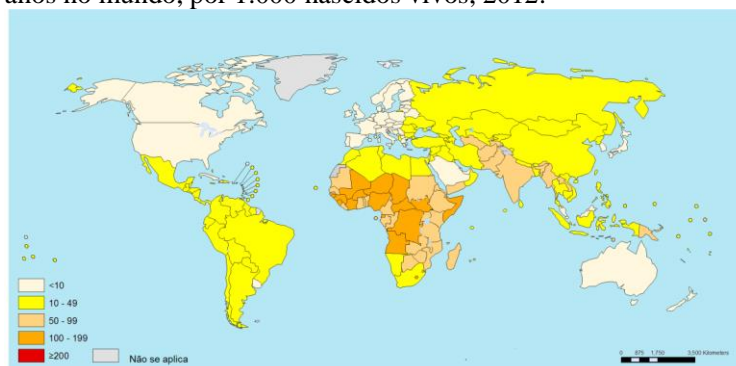 anos no mundo, por 1.000 nascidos vivos, 2012.
<10
10 - 49
50 - 99
100 - 199
≥200
Não se aplica
0 875 1,750 3,500 Kilometers